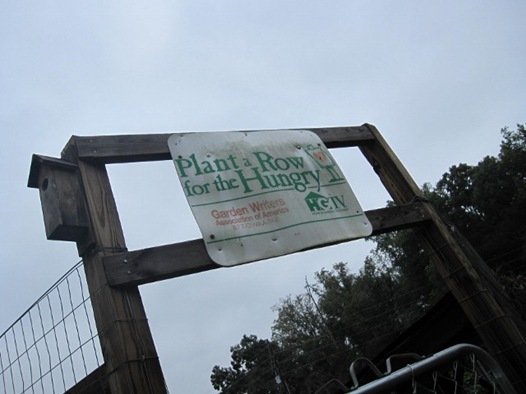 Plant a Row
for the Hungry
Garden Writers
Association of America
HGTV